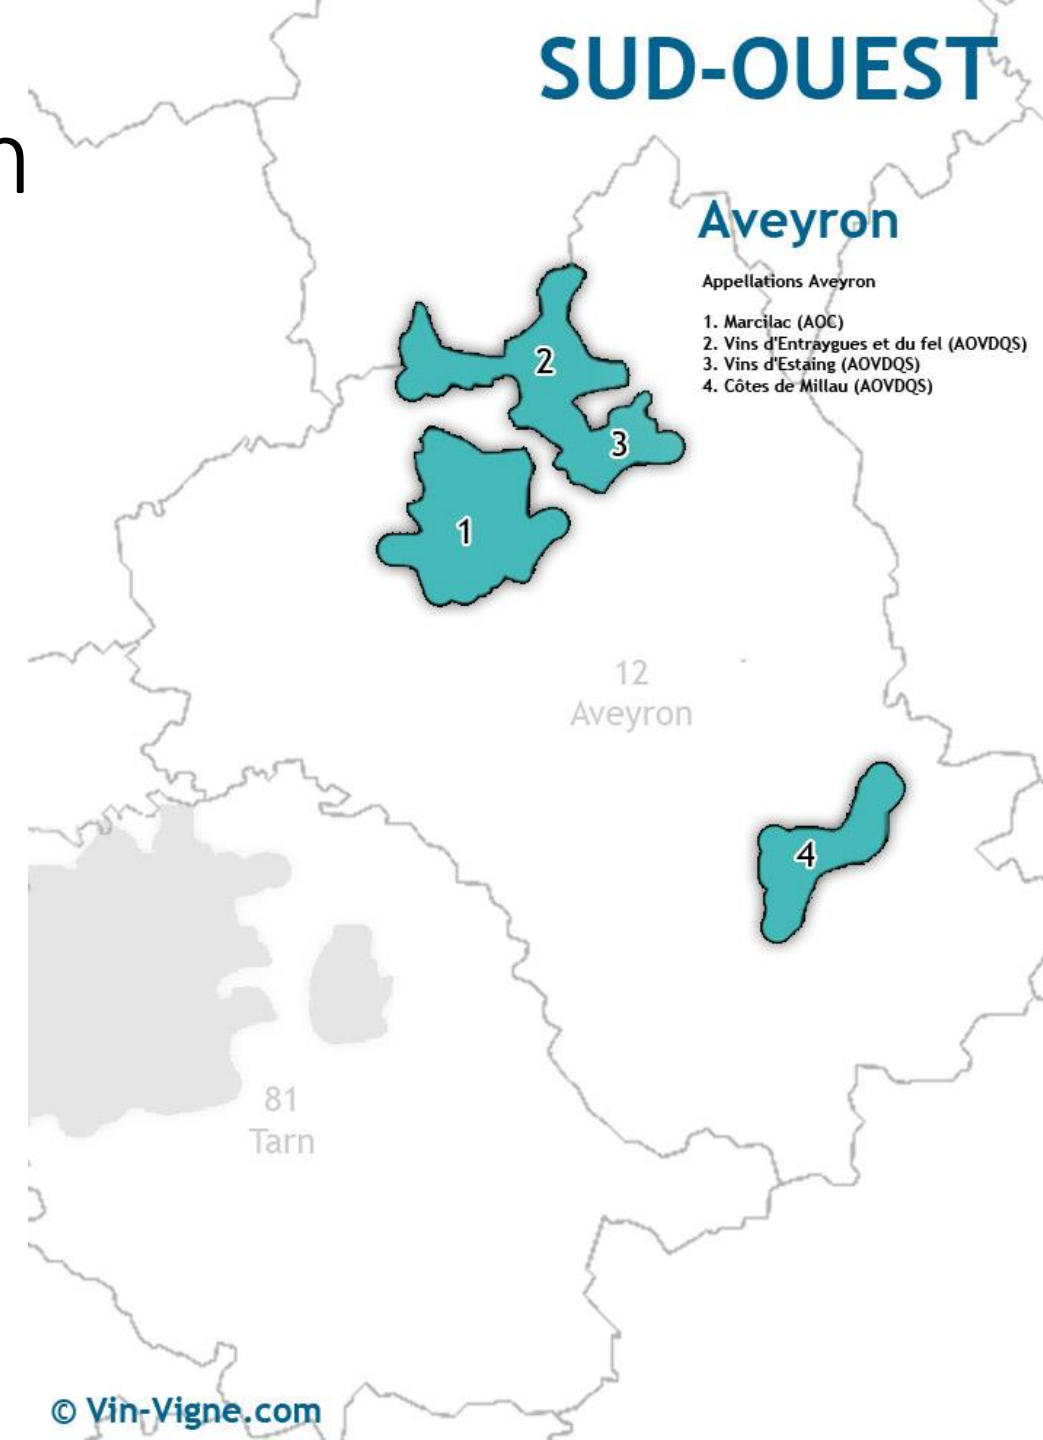 SUD-OUEST
n
Aveyron
Appellations Aveyron
1. Marcilac (AOC)
2. Vins d'Entraygues et du fel (AOVDQS)
3. Vins d'Estaing (AOVDQS)
4. Côtes de Millau (AOVDQS)
2
3
1
12
Aveyron
4
81
Tarn
© Vin-Vigne.com